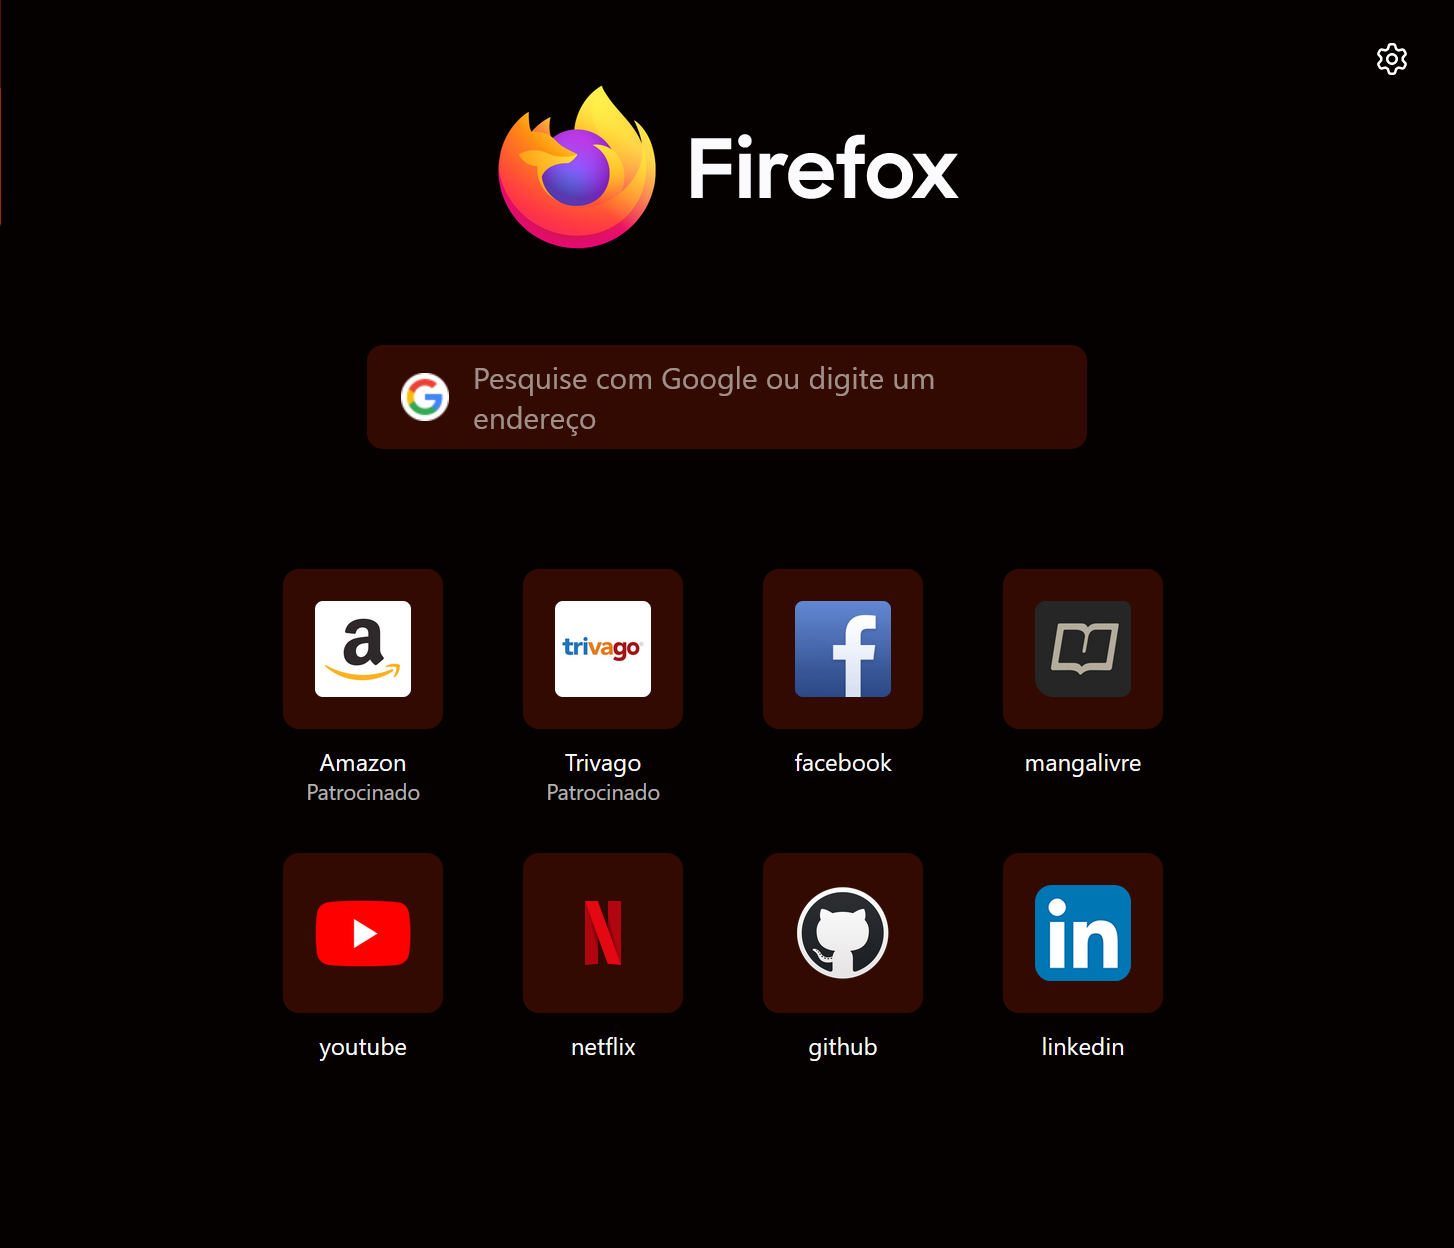 Firefox
Pesquise com Google ou digite um
endereço
a
trivago
f
Amazon
Patrocinado
Trivago
Patrocinado
facebook
mangalivre
N
in
youtube
netflix
github
linkedin